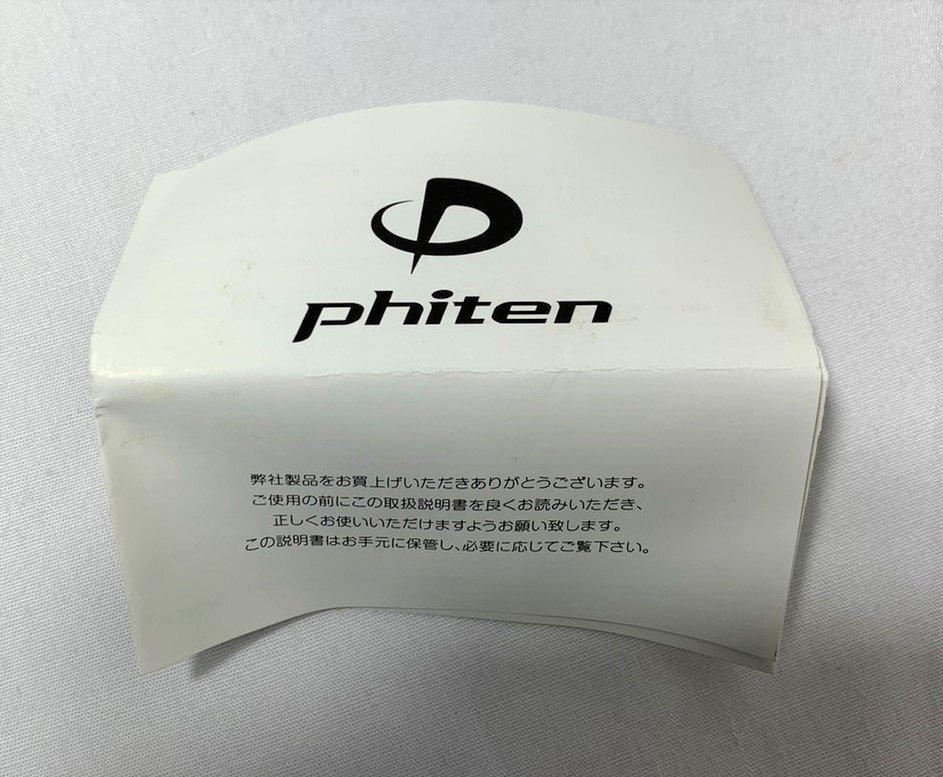 phiten
弊社製品をお買上げいただきありがとうございます。
ご使用の前にこの取扱説明書を良くお読みいただき、
正しくお使いいただけますようお願い致します。
この説明書はお手元に保管し、必要に応じてご覧下さい。